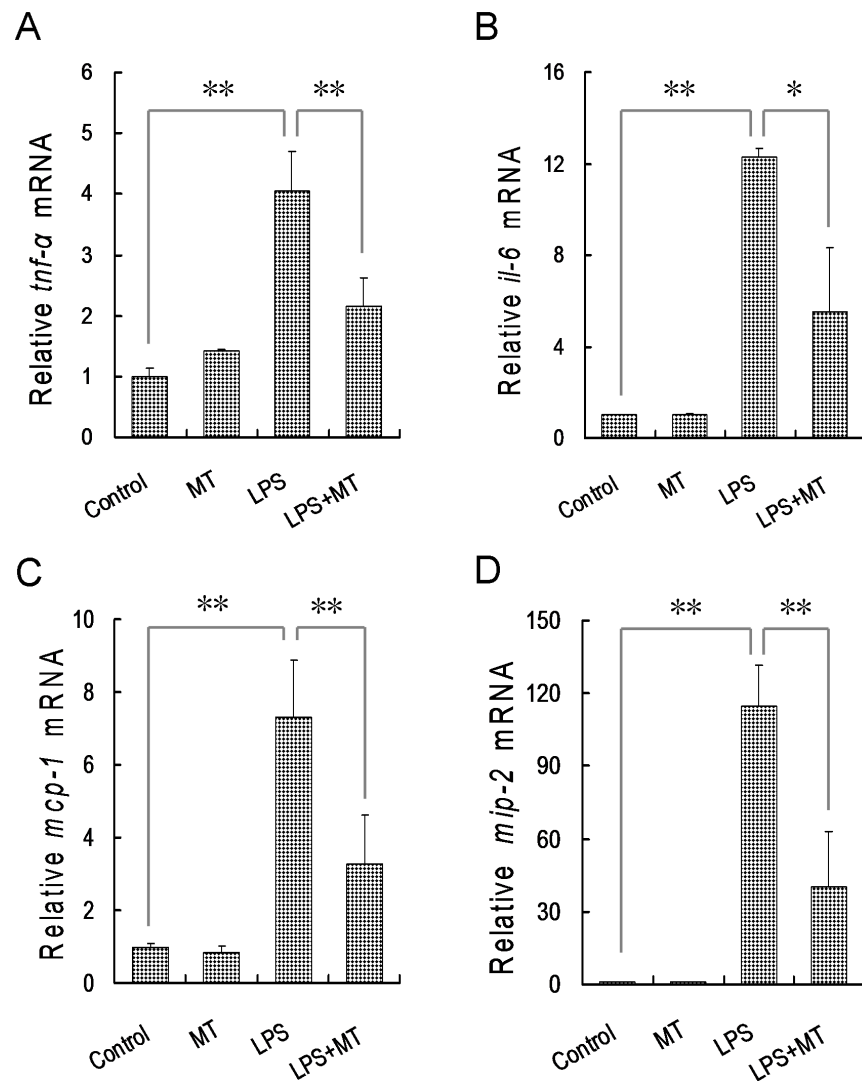 A
Relative tnf-α mRNA
6
5
4
3
2
1
0
** **
Control MT LPS LPS+MT
B
Relative il-6 mRNA
16
12
8
4
0
** *
Control MT LPS LPS+MT
C
Relative mcp-1 mRNA
10
8
6
4
2
0
** **
Control MT LPS LPS+MT
D
Relative mip-2 mRNA
150
120
90
60
30
0
** **
Control MT LPS LPS+MT